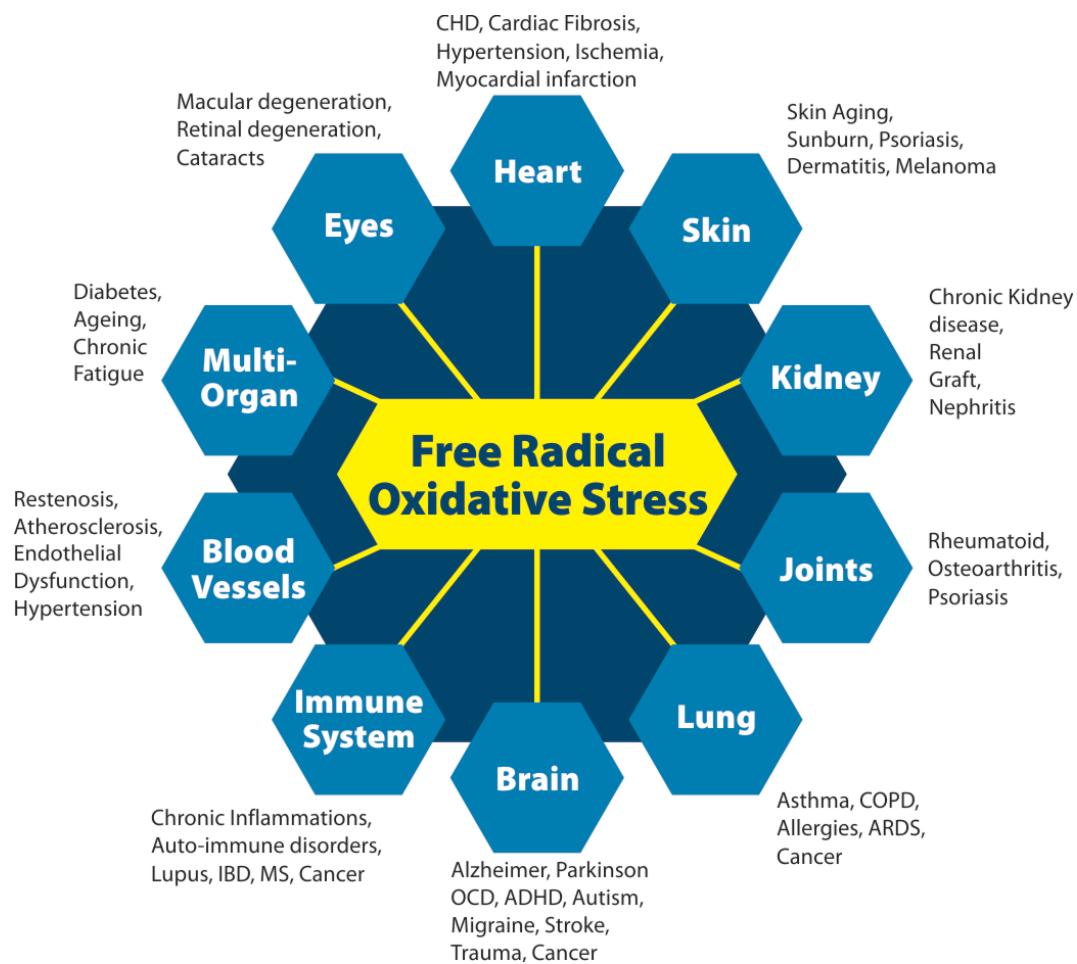 CHD, Cardiac Fibrosis,
Hypertension, Ischemia,
Myocardial infarction
Heart
Skin Aging,
Sunburn, Psoriasis,
Dermatitis, Melanoma
Skin
Chronic Kidney
disease,
Renal
Graft,
Nephritis
Kidney
Rheumatoid,
Osteoarthritis,
Psoriasis
Joints
Asthma, COPD,
Allergies, ARDS,
Cancer
Lung
Brain
Alzheimer, Parkinson
OCD, ADHD, Autism,
Migraine, Stroke,
Trauma, Cancer
Immune
System
Chronic Inflammations,
Auto-immune disorders,
Lupus, IBD, MS, Cancer
Blood
Vessels
Restenosis,
Atherosclerosis,
Endothelial
Dysfunction,
Hypertension
Multi-
Organ
Diabetes,
Ageing,
Chronic
Fatigue
Eyes
Macular degeneration,
Retinal degeneration,
Cataracts
Free Radical
Oxidative Stress